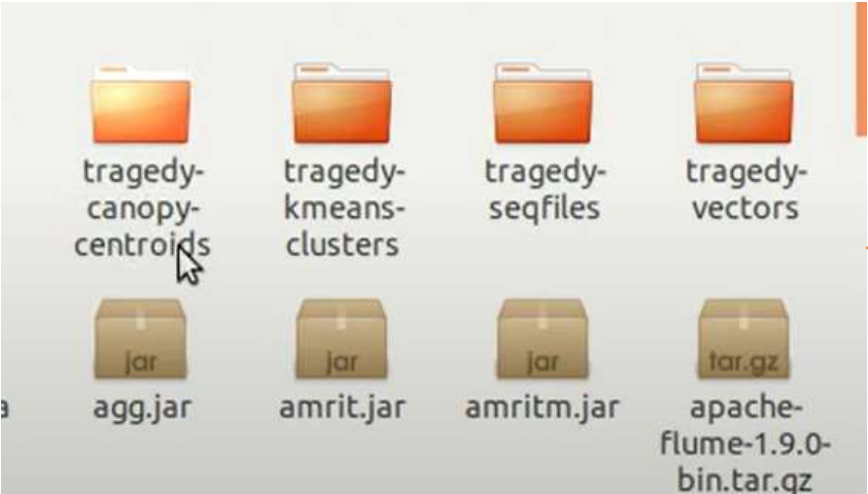 tragedy-
canopy-
centroids
tragedy-
kmeans-
clusters
tragedy-
seqfiles
tragedy-
vectors
jar
agg.jar
jar
amrit.jar
jar
amritm.jar
tar.gz
apache-
flume-1.9.0-
bin.tar.gz